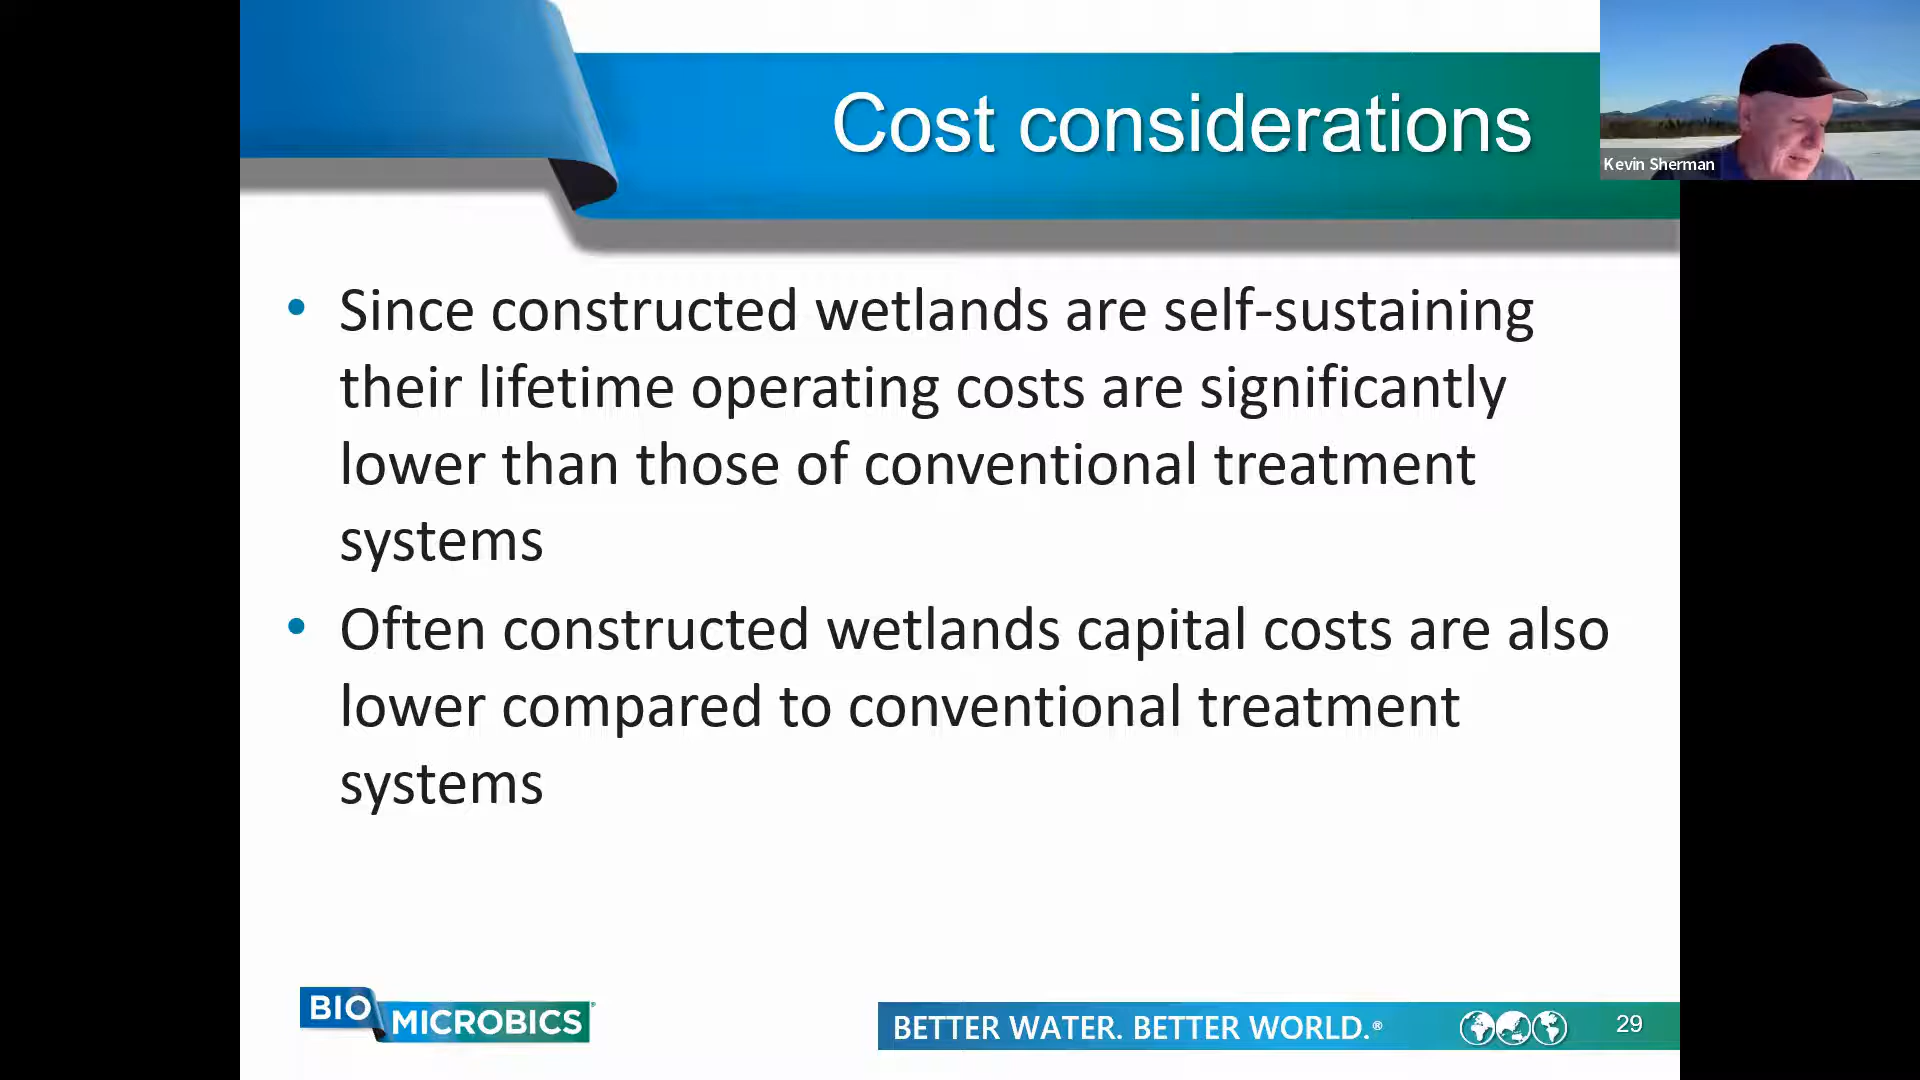 Cost considerations
Kevin Sherman
• Since constructed wetlands are self-sustaining
their lifetime operating costs are significantly
lower than those of conventional treatment
systems
• Often constructed wetlands capital costs are also
lower compared to conventional treatment
systems
BIO MICROBICS®
BETTER WATER. BETTER WORLD.® 29